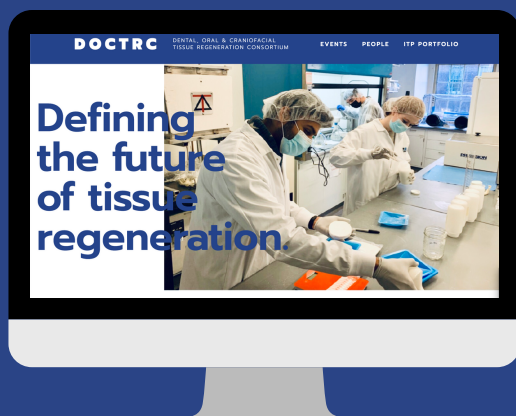 DOCTRC
DENTAL, ORAL & CRANIOFACIAL
TISSUE REGENERATION CONSORTIUM
EVENTS PEOPLE ITP PORTFOLIO
Defining
the future
of tissue
regeneration.